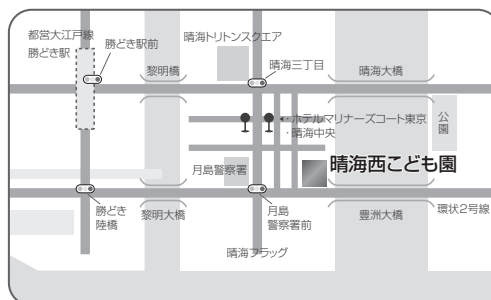 都営大江戸線
勝どき駅
勝どき駅前
黎明橋
晴海トリトンスクエア
晴海三丁目
晴海大橋
・ホテルマリナーズコート東京
・晴海中央
公園
月島警察署
晴海西こども園
勝どき
陸橋
黎明大橋
月島
警察署前
豊洲大橋
環状2号線
晴海フラッグ